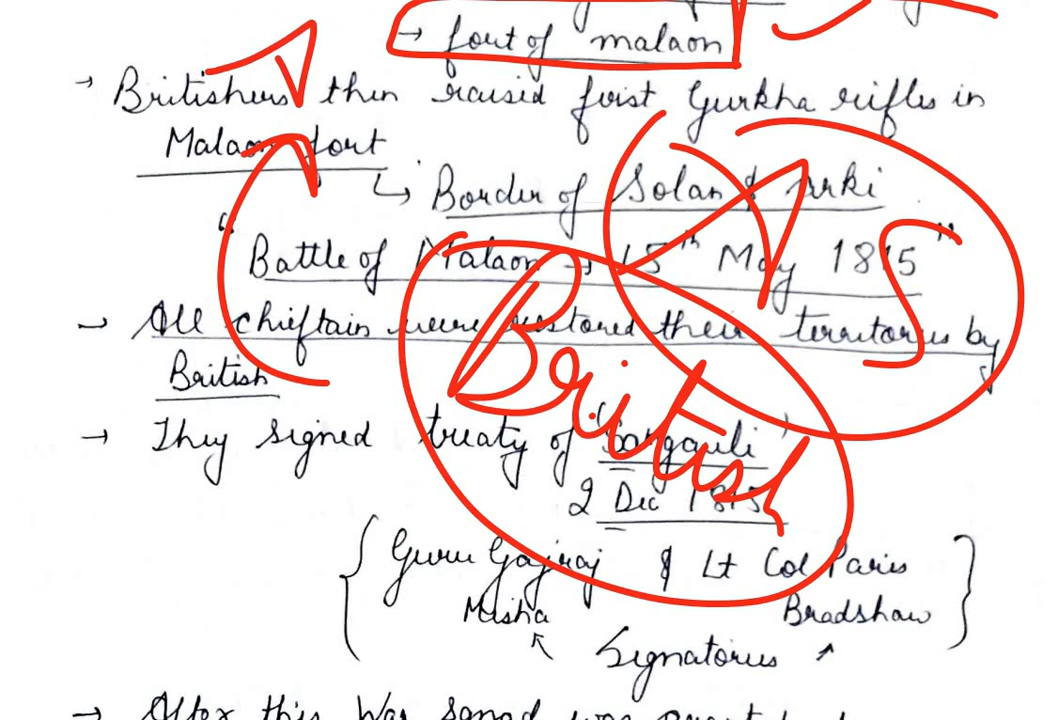 → fort of malaon
→ Britishers then raised first Gurkha rifles in
Malaon fort
↳ Border of Solan & Arki
"Battle of Malaon → 15th May 1815"
→ All chieftain were restored their territories by
British
→ They signed treaty of 'Sangauli'
2 Dec 1815
{ Guru Gajraj & Lt Col Paris }
Misha Bradshaw
Signatories
→ After this War sanad was
A
S
British